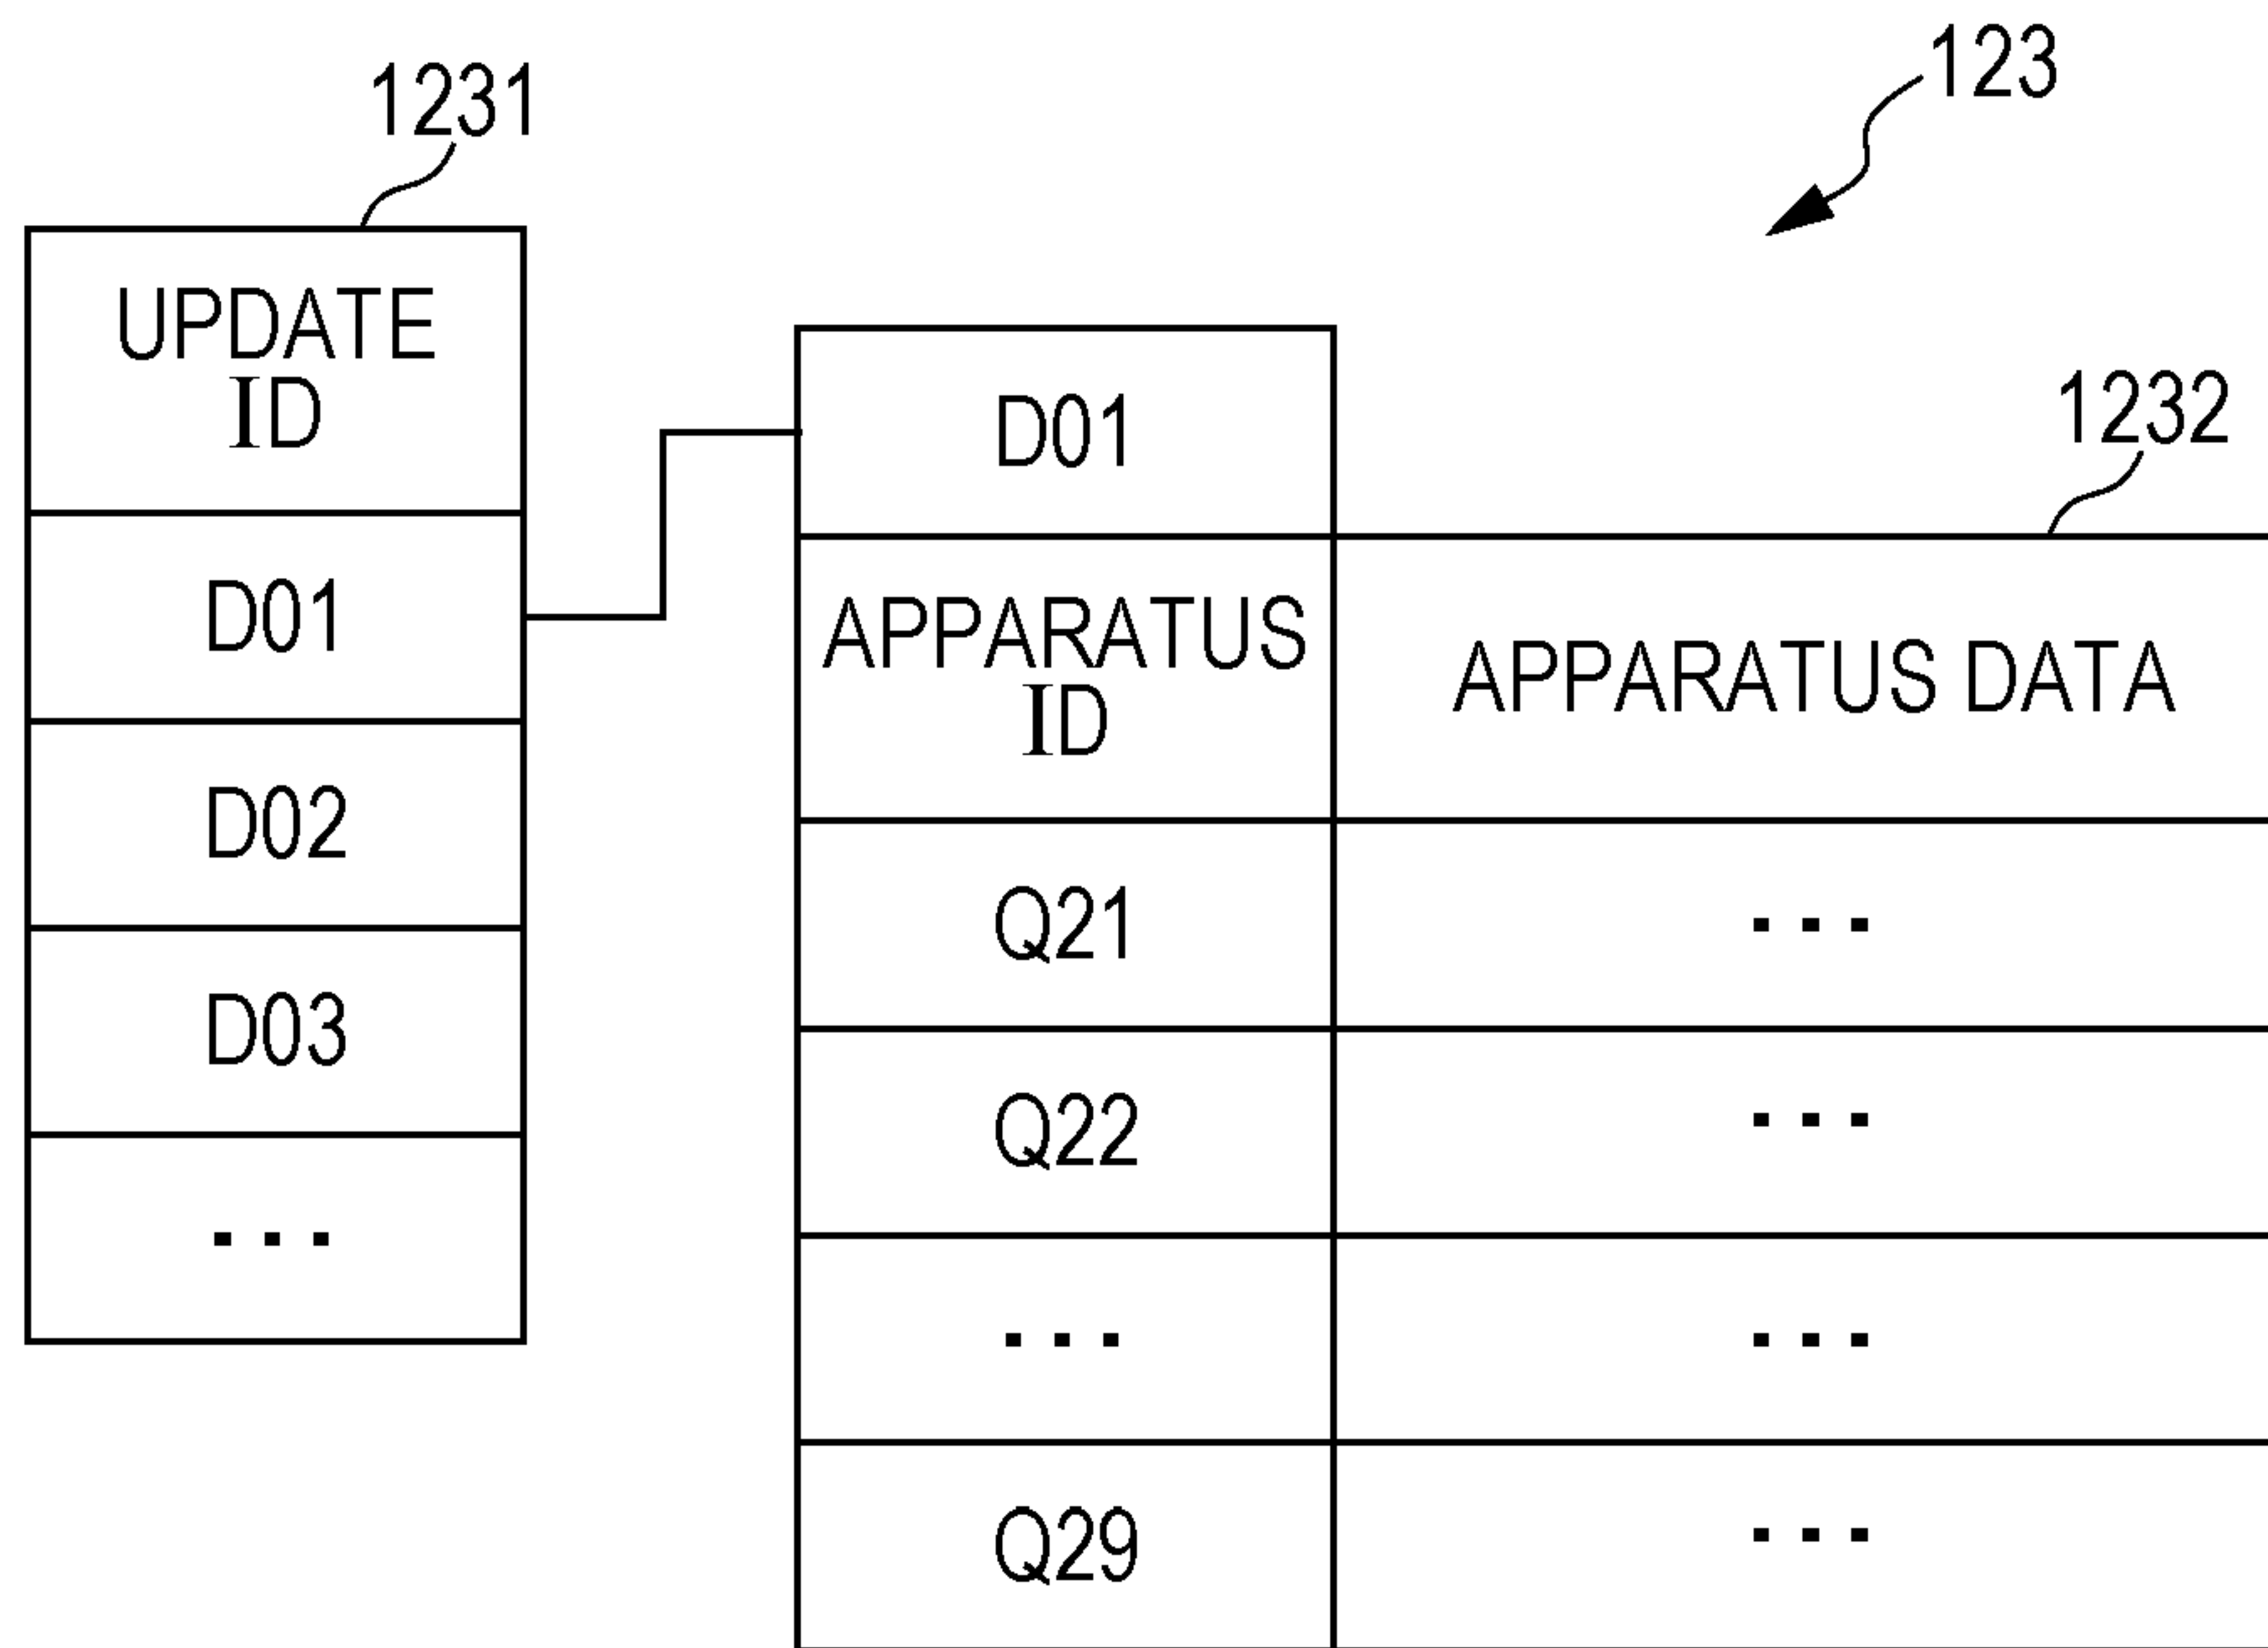 123
1231
UPDATE
ID
D01
D02
D03
...
1232
D01
APPARATUS
ID
APPARATUS DATA
Q21
...
Q22
...
...
...
Q29
...